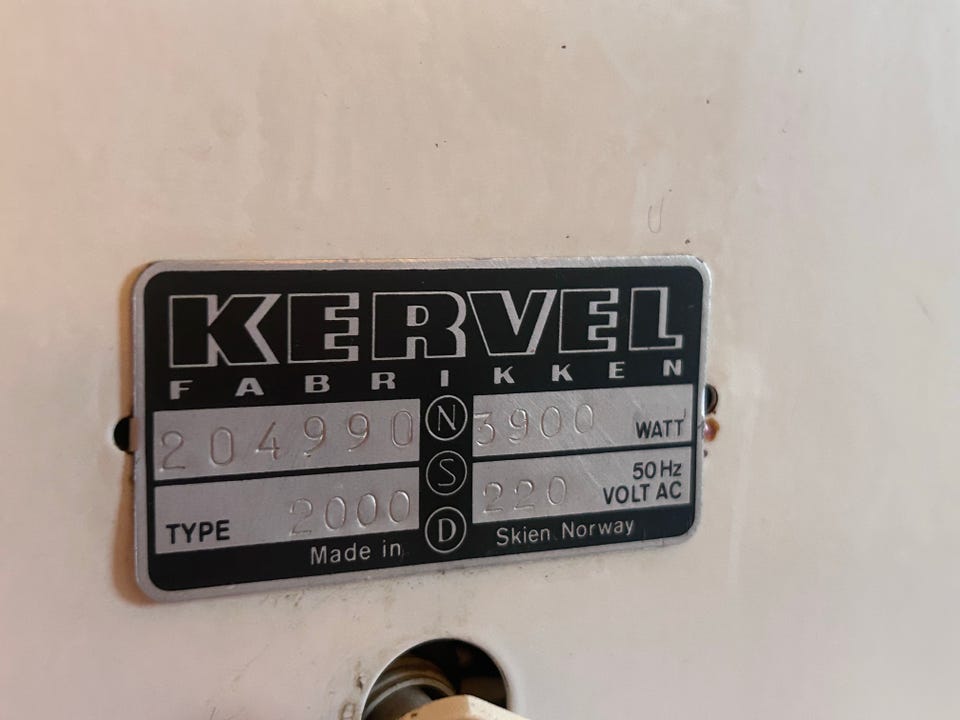 KERVEL
FABRIKKEN
204990 N 3900 WATT
S
TYPE 2000 220 50 Hz VOLT AC
D
Made in Skien Norway